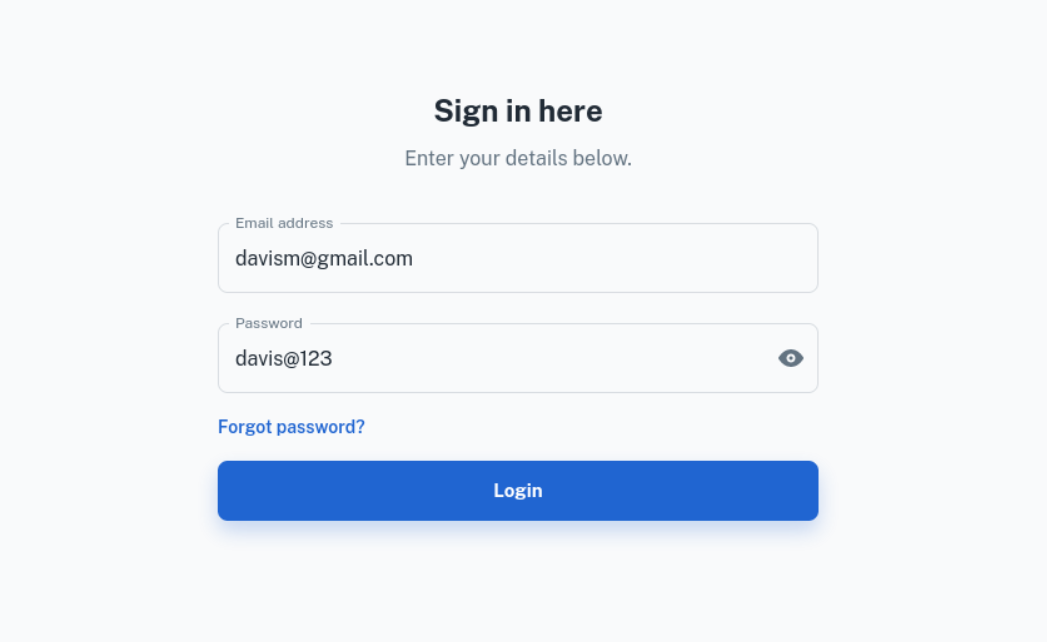 Sign in here
Enter your details below.
Email address
davism@gmail.com
Password
davis@123
Forgot password?
Login